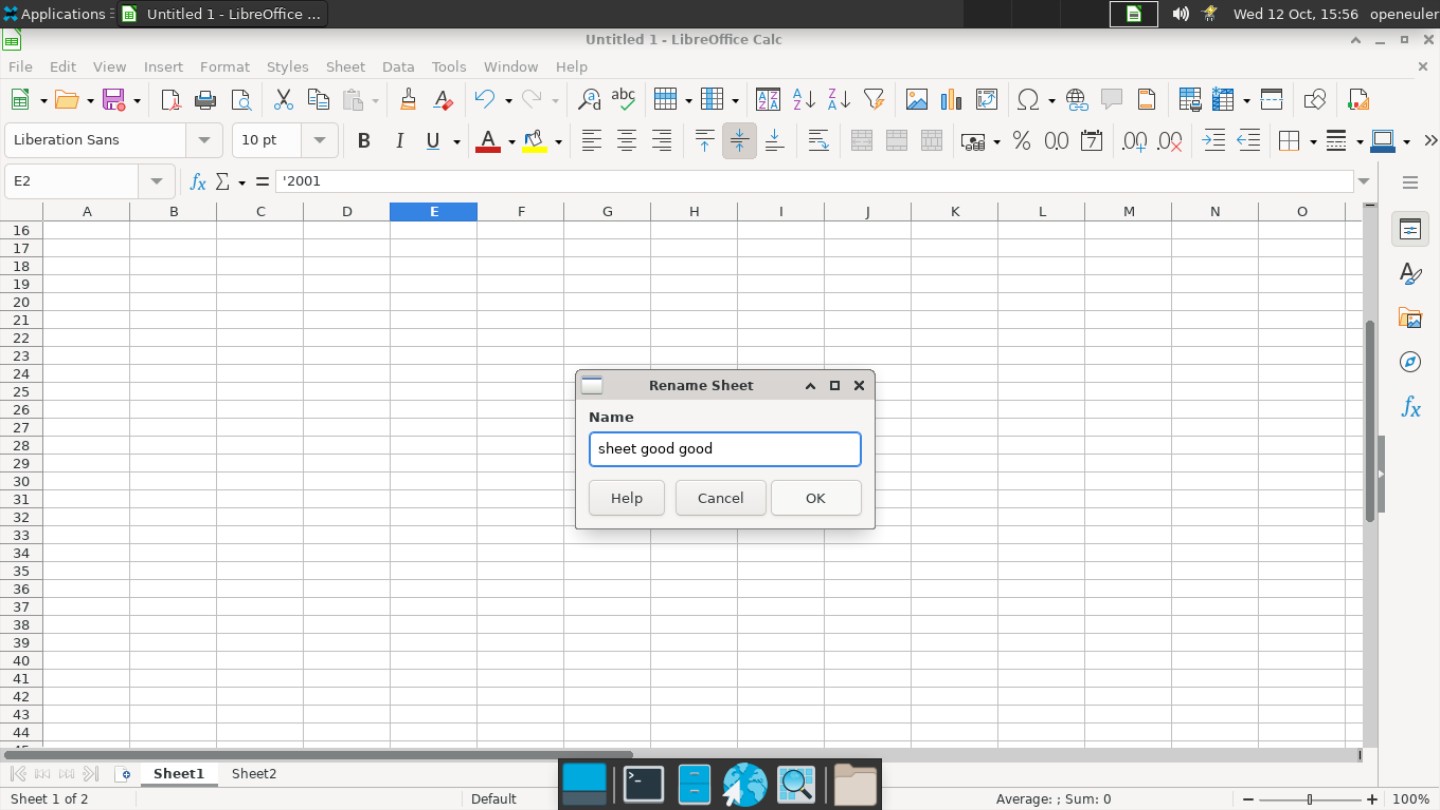 Applications
Untitled 1 - LibreOffice ...
Wed 12 Oct, 15:56
openeuler
Untitled 1 - LibreOffice Calc
File Edit View Insert Format Styles Sheet Data Tools Window Help
Liberation Sans
10 pt
E2
'2001
A B C D E F G H I J K L M N O
16
17
18
19
20
21
22
23
24
25
26
27
28
29
30
31
32
33
34
35
36
37
38
39
40
41
42
43
44
Rename Sheet
Name
sheet good good
Help Cancel OK
Sheet1 Sheet2
Sheet 1 of 2
Default
Average: ; Sum: 0
100%